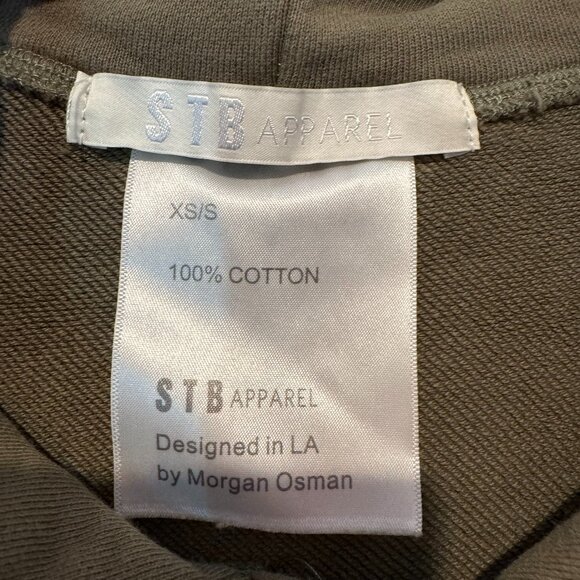 STB APPAREL
XS/S
100% COTTON
STB APPAREL
Designed in LA
by Morgan Osman